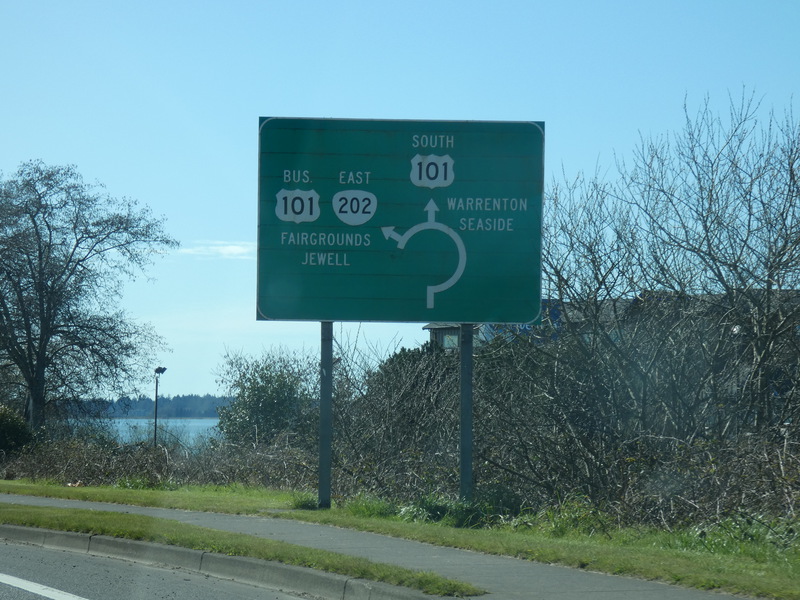 SOUTH
101
BUS. EAST
101 202
WARRENTON
SEASIDE
FAIRGROUNDS
JEWELL